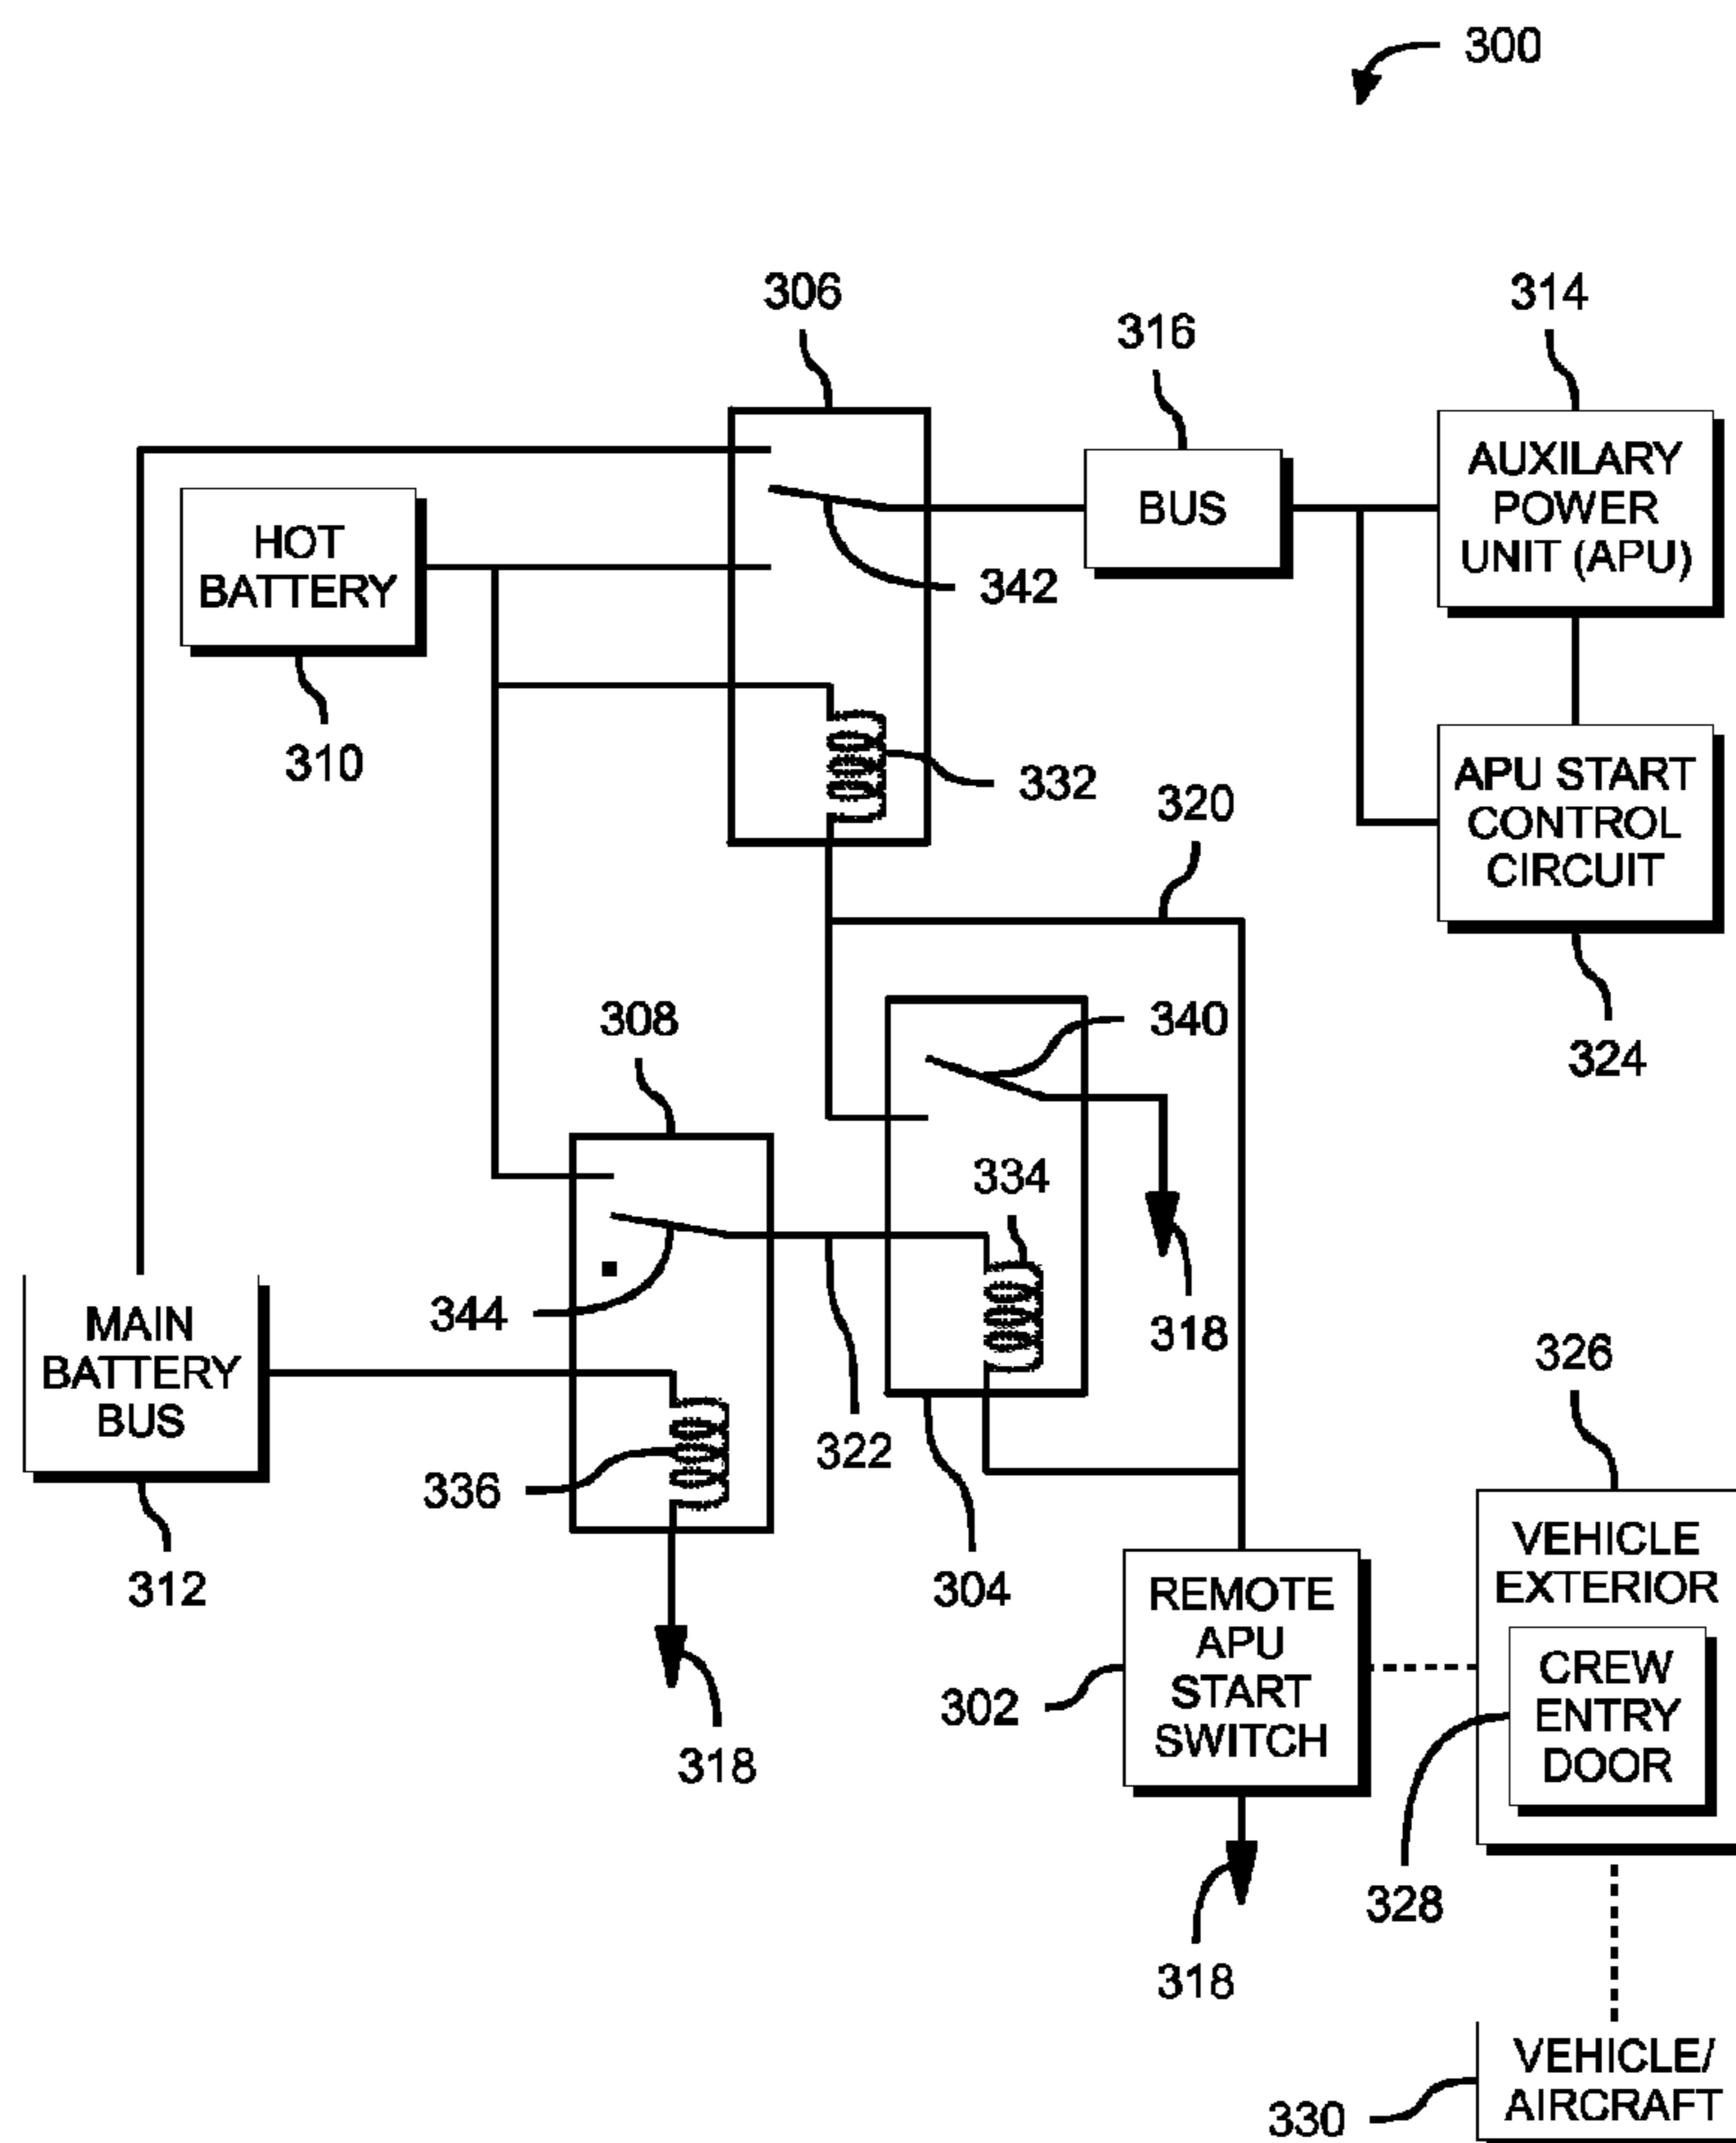 300
306
314
316
AUXILARY
POWER
UNIT (APU)
BUS
HOT
BATTERY
342
310
332
320
APU START
CONTROL
CIRCUIT
308
340
324
334
344
318
MAIN
BATTERY
BUS
326
322
336
312
304
REMOTE
APU
START
SWITCH
VEHICLE
EXTERIOR
CREW
ENTRY
DOOR
302
318
328
318
VEHICLE/
AIRCRAFT
330